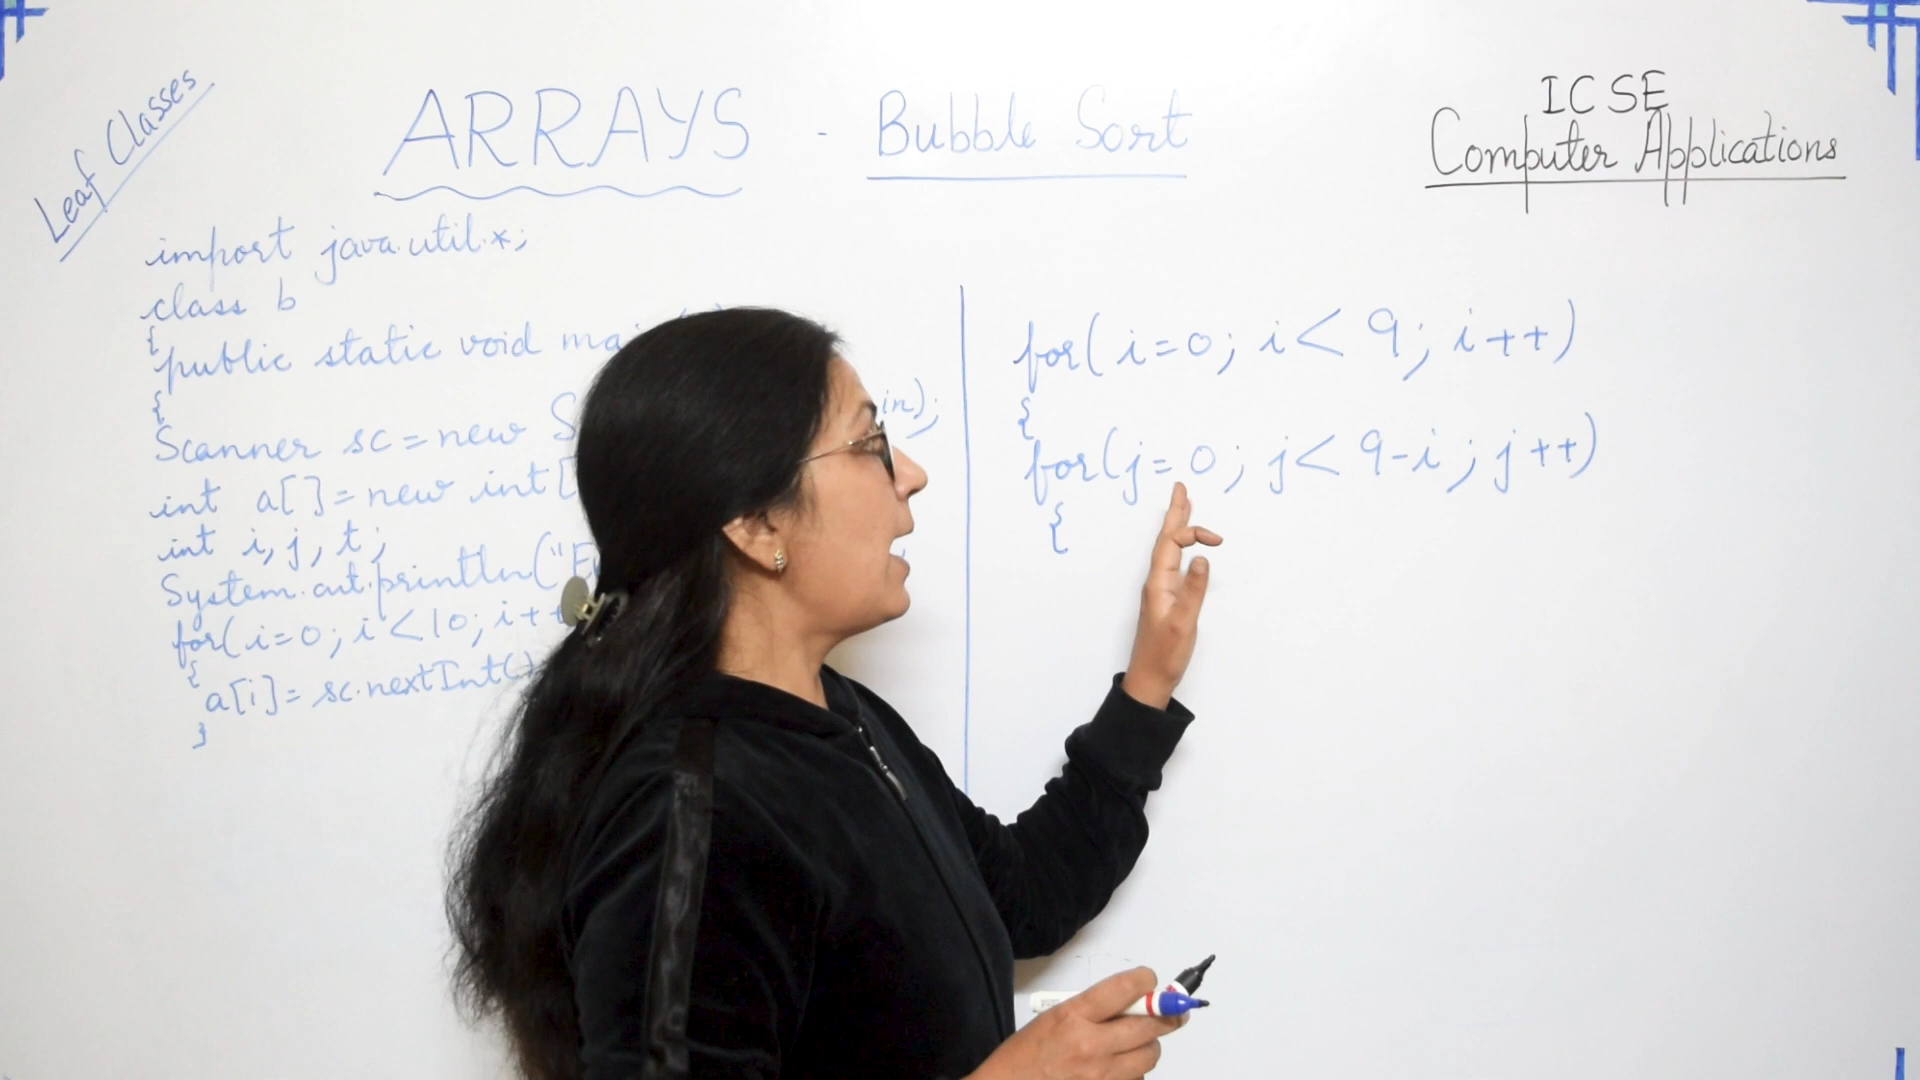 Leaf Classes
ARRAYS - Bubble Sort
ICSE
Computer Applications
import java.util.*;
class b
{
public static void
{
Scanner sc = new in);
int a[] = new int[
int i, j, t;
System.out.println("
for(i=0; i<10; i+
{
a[i] = sc.nextInt()
}
for(i=0; i< 9; i++)
{
for(j=0; j< 9-i; j++)
{